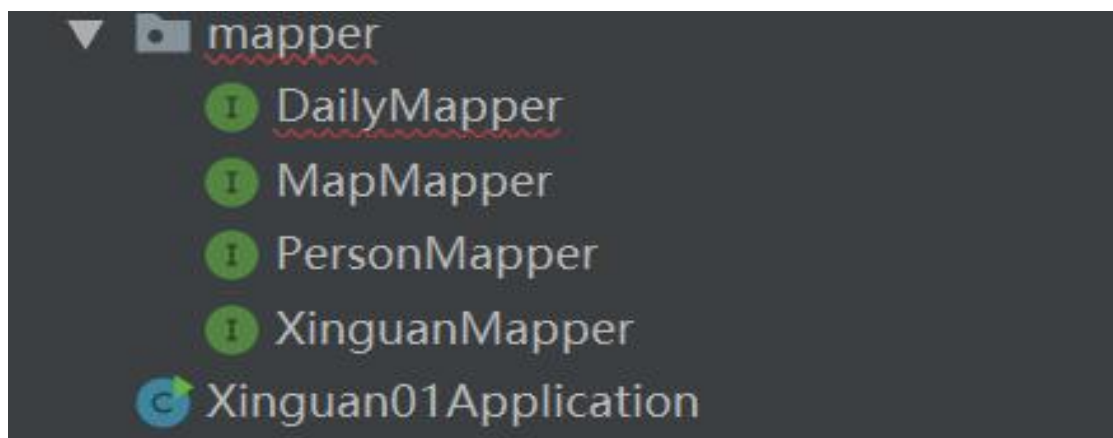 mapper
I DailyMapper
I MapMapper
I PersonMapper
I XinguanMapper
C Xinguan01Application